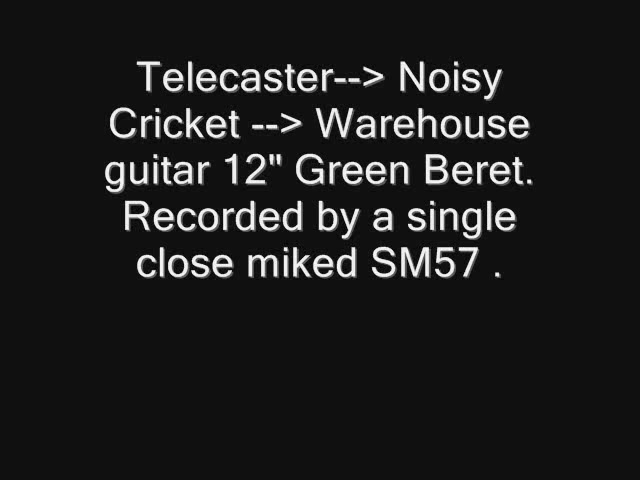 Telecaster--> Noisy
Cricket --> Warehouse
guitar 12" Green Beret.
Recorded by a single
close miked SM57 .